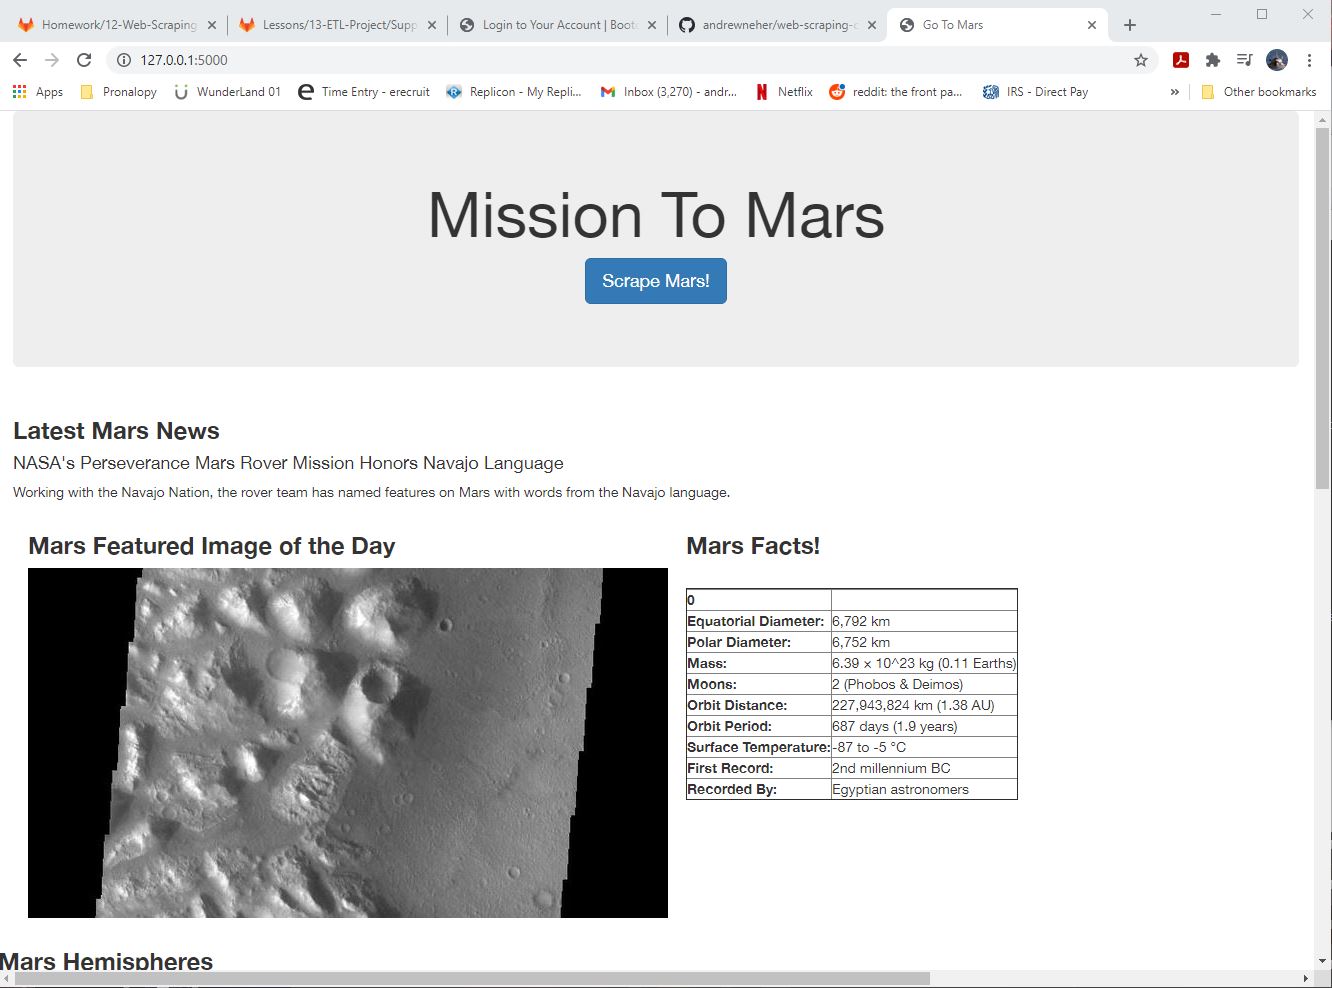 Homework/12-Web-Scraping
Lessons/13-ETL-Project/Supp
Login to Your Account | Boot
andrewneher/web-scraping-c
Go To Mars
127.0.0.1:5000
Apps
Pronalopy
WunderLand 01
Time Entry - erecruit
Replicon - My Repli...
Inbox (3,270) - andr...
Netflix
reddit: the front pa...
IRS - Direct Pay
»
Other bookmarks
Mission To Mars
Scrape Mars!
Latest Mars News
NASA's Perseverance Mars Rover Mission Honors Navajo Language
Working with the Navajo Nation, the rover team has named features on Mars with words from the Navajo language.
Mars Featured Image of the Day
Mars Facts!
0
Equatorial Diameter: 6,792 km
Polar Diameter: 6,752 km
Mass: 6.39 × 10^23 kg (0.11 Earths)
Moons: 2 (Phobos & Deimos)
Orbit Distance: 227,943,824 km (1.38 AU)
Orbit Period: 687 days (1.9 years)
Surface Temperature: -87 to -5 °C
First Record: 2nd millennium BC
Recorded By: Egyptian astronomers
Mars Hemispheres